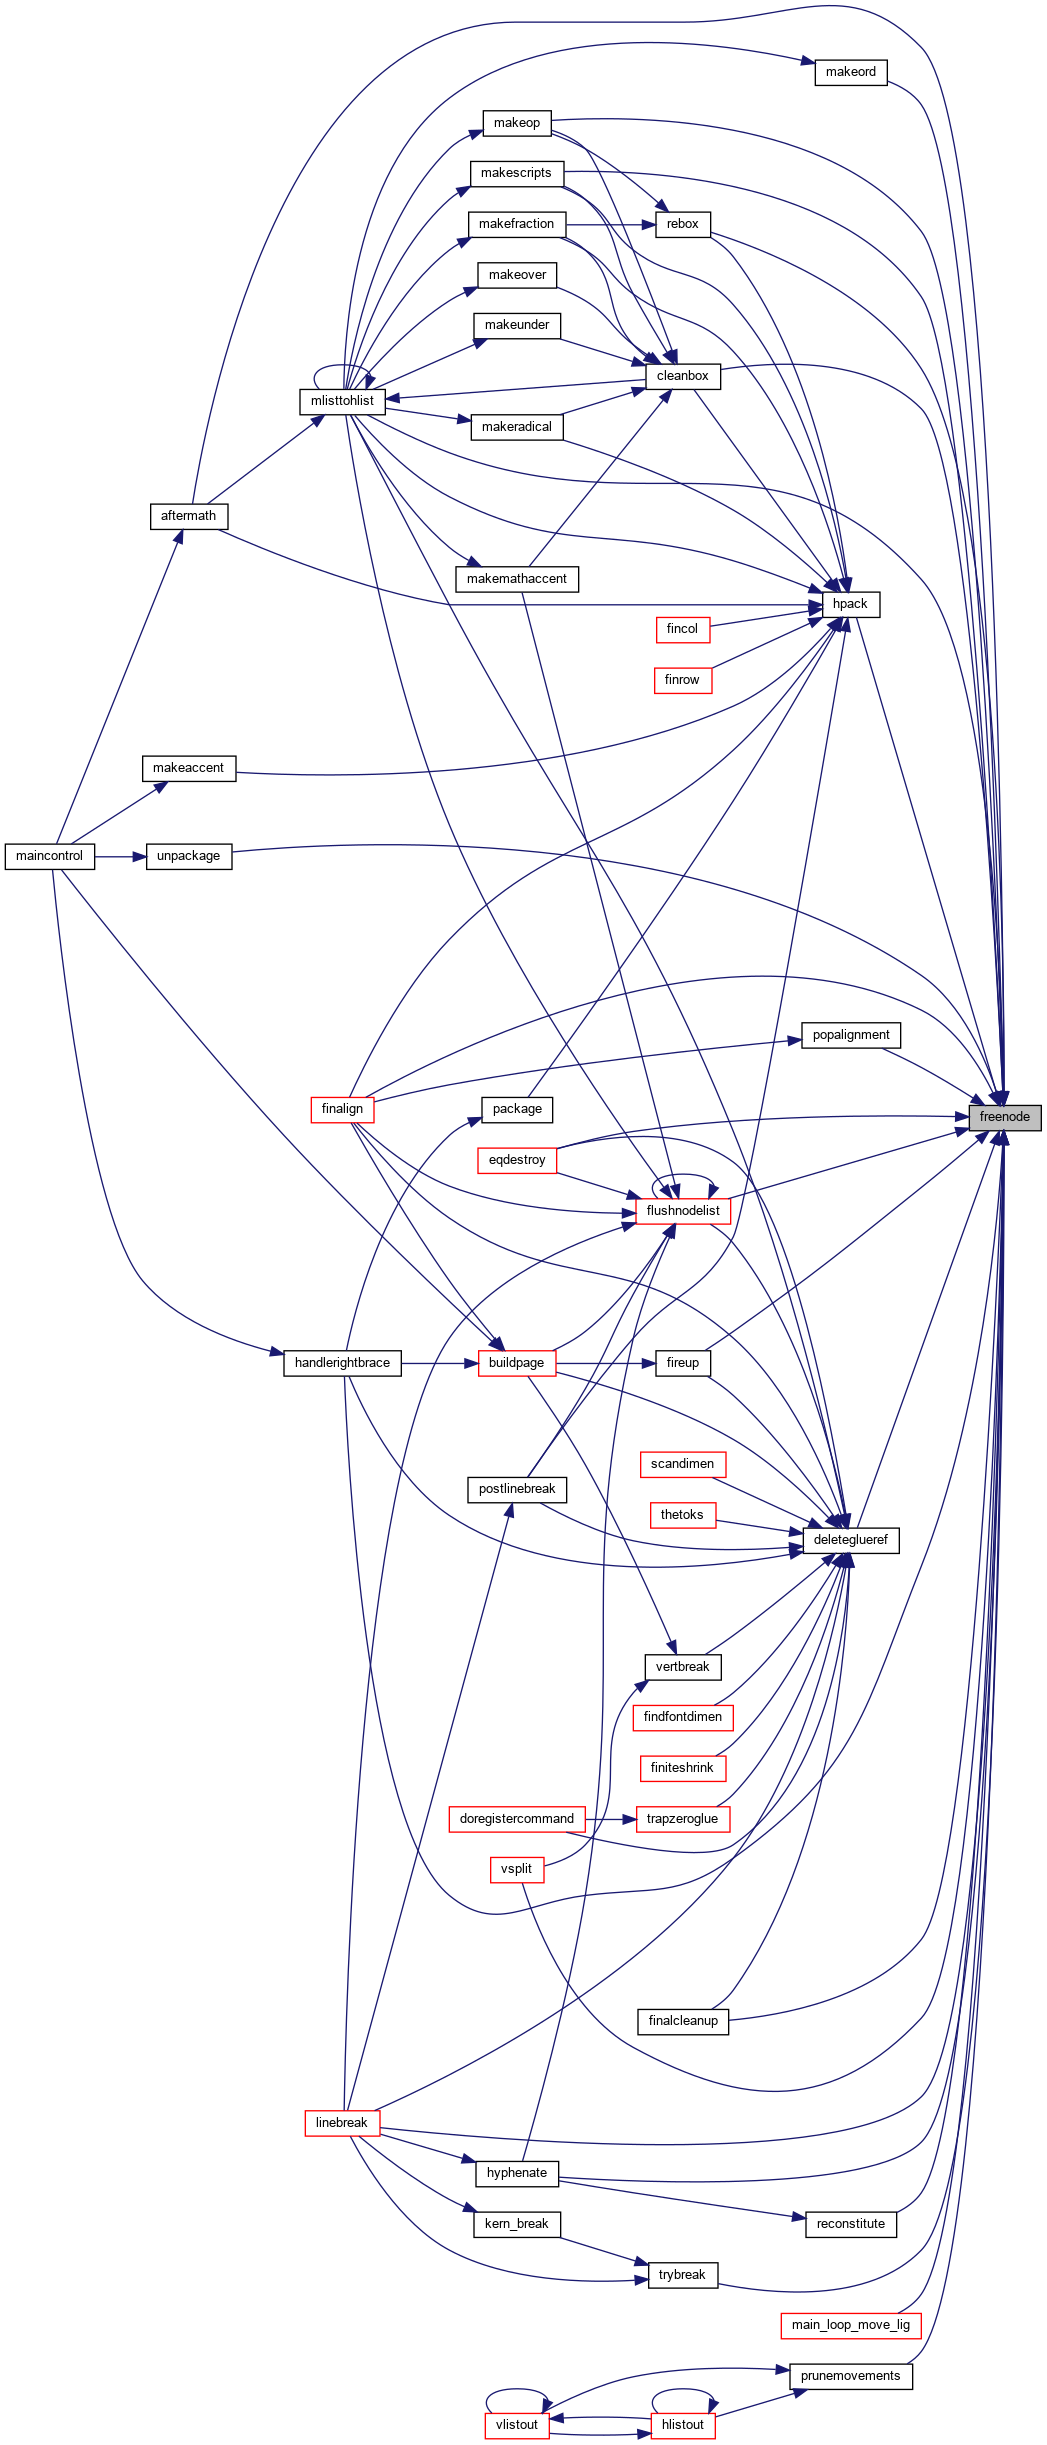 makeord
makeop
makescripts
makefraction
rebox
makeover
makeunder
cleanbox
mlisttohlist
makeradical
aftermath
makemathaccent
hpack
fincol
finrow
makeaccent
maincontrol
unpackage
popalignment
finalign
package
freenode
eqdestroy
flushnodelist
handlerightbrace
buildpage
fireup
scandimen
postlinebreak
thetoks
deleteglueref
vertbreak
findfontdimen
finiteshrink
doregistercommand
trapzeroglue
vsplit
finalcleanup
linebreak
hyphenate
kern_break
reconstitute
trybreak
main_loop_move_lig
prunemovements
vlistout
hlistout